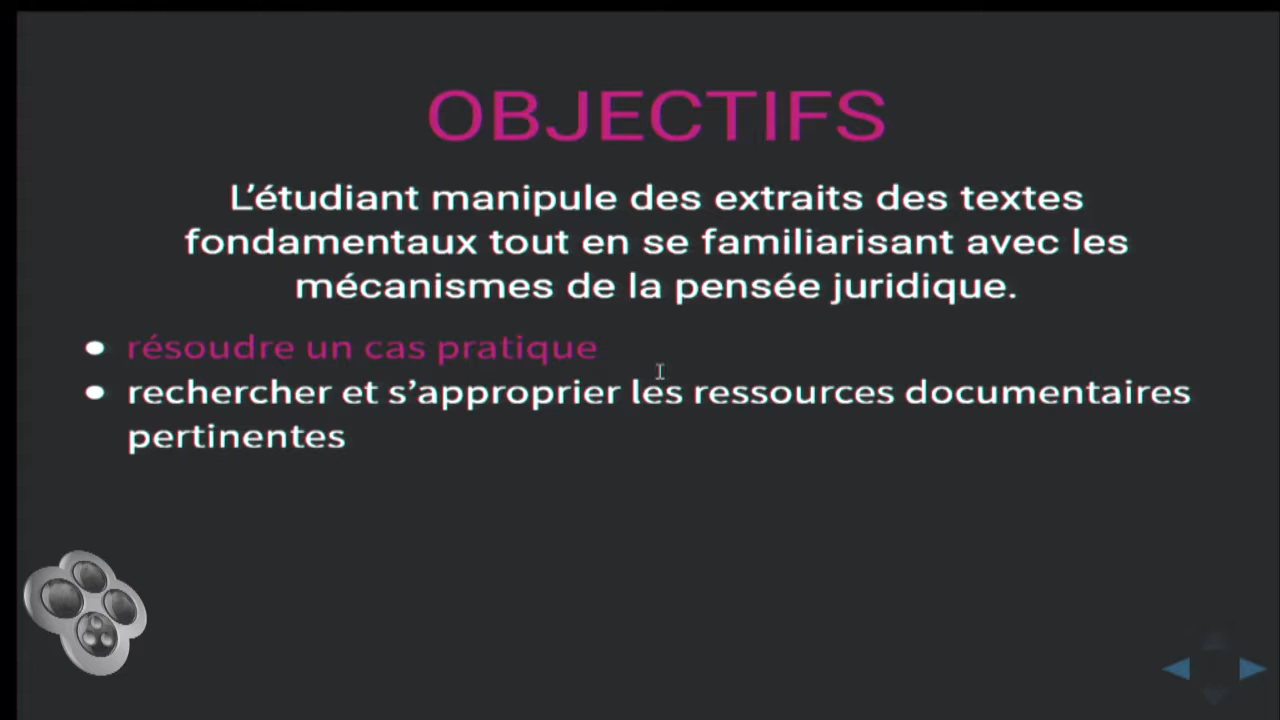 OBJECTIFS
L’étudiant manipule des extraits des textes
fondamentaux tout en se familiarisant avec les
mécanismes de la pensée juridique.
• résoudre un cas pratique
• rechercher et s’approprier les ressources documentaires
pertinentes